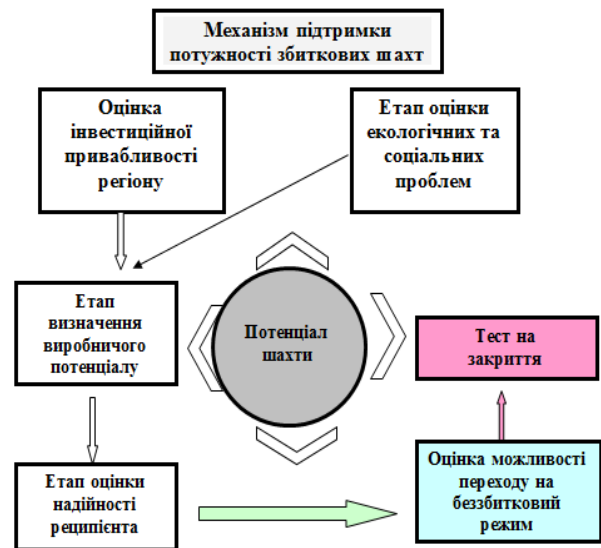 Механізм підтримки
потужності збиткових шахт
Оцінка
інвестиційної
привабливості
регіону
Етап оцінки
екологічних та
соціальних
проблем
Етап
визначення
виробничого
потенціалу
Потенціал
шахти
Тест на
закриття
Етап оцінки
надійності
реципієнта
Оцінка можливості
переходу на
беззбитковий
режим